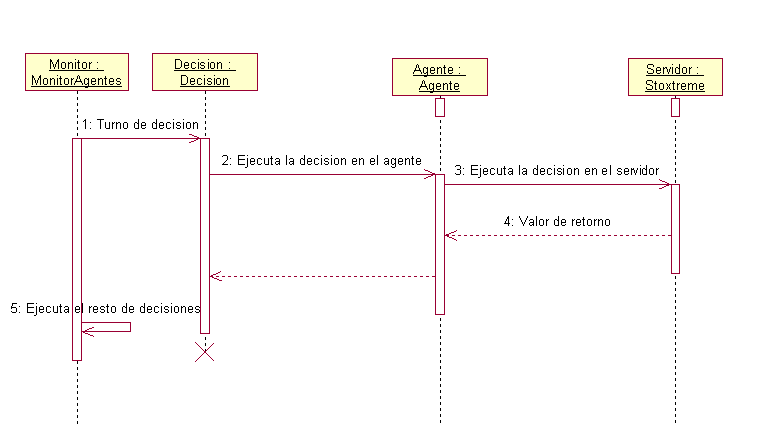 Monitor :
MonitorAgentes
Decision :
Decision
Agente :
Agente
Servidor :
Stoxtreme
1: Turno de decision
2: Ejecuta la decision en el agente
3: Ejecuta la decision en el servidor
4: Valor de retorno
5: Ejecuta el resto de decisiones